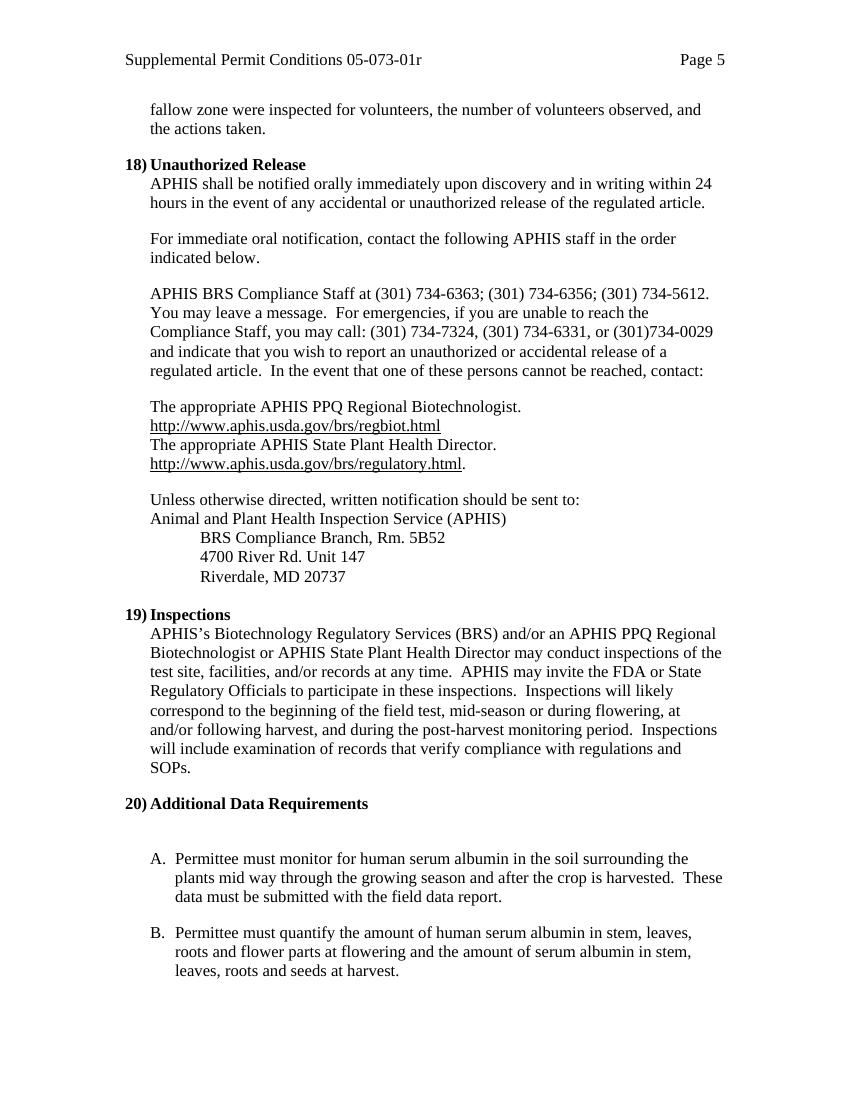 Supplemental Permit Conditions 05-073-01r Page 5
fallow zone were inspected for volunteers, the number of volunteers observed, and
the actions taken.
18) Unauthorized Release
APHIS shall be notified orally immediately upon discovery and in writing within 24
hours in the event of any accidental or unauthorized release of the regulated article.
For immediate oral notification, contact the following APHIS staff in the order
indicated below.
APHIS BRS Compliance Staff at (301) 734-6363; (301) 734-6356; (301) 734-5612.
You may leave a message.  For emergencies, if you are unable to reach the
Compliance Staff, you may call: (301) 734-7324, (301) 734-6331, or (301)734-0029
and indicate that you wish to report an unauthorized or accidental release of a
regulated article.  In the event that one of these persons cannot be reached, contact:
The appropriate APHIS PPQ Regional Biotechnologist.
http://www.aphis.usda.gov/brs/regbiot.html
The appropriate APHIS State Plant Health Director.
http://www.aphis.usda.gov/brs/regulatory.html.
Unless otherwise directed, written notification should be sent to:
Animal and Plant Health Inspection Service (APHIS)
BRS Compliance Branch, Rm. 5B52
4700 River Rd. Unit 147
Riverdale, MD 20737
19) Inspections
APHIS’s Biotechnology Regulatory Services (BRS) and/or an APHIS PPQ Regional
Biotechnologist or APHIS State Plant Health Director may conduct inspections of the
test site, facilities, and/or records at any time.  APHIS may invite the FDA or State
Regulatory Officials to participate in these inspections.  Inspections will likely
correspond to the beginning of the field test, mid-season or during flowering, at
and/or following harvest, and during the post-harvest monitoring period.  Inspections
will include examination of records that verify compliance with regulations and
SOPs.
20) Additional Data Requirements
A. Permittee must monitor for human serum albumin in the soil surrounding the
plants mid way through the growing season and after the crop is harvested.  These
data must be submitted with the field data report.
B. Permittee must quantify the amount of human serum albumin in stem, leaves,
roots and flower parts at flowering and the amount of serum albumin in stem,
leaves, roots and seeds at harvest.